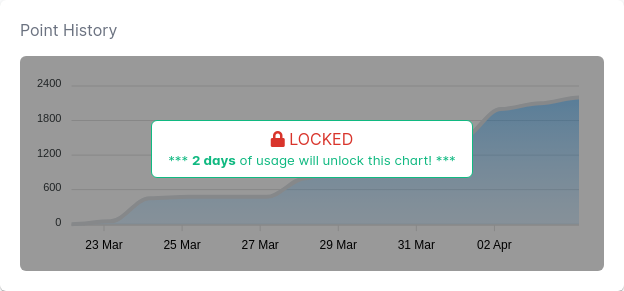 Point History
2400
1800
LOCKED
1200
*** 2 days of usage will unlock this chart! ***
600
0
23 Mar 25 Mar 27 Mar 29 Mar 31 Mar 02 Apr